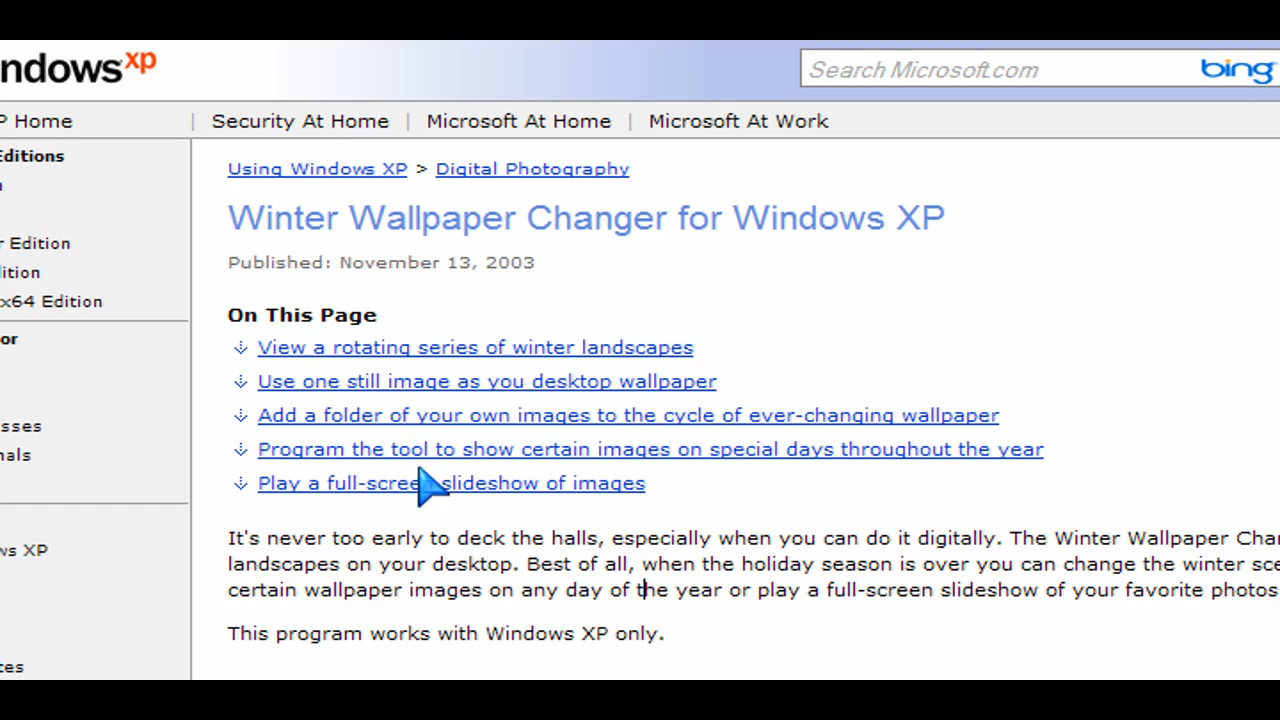 ndows xp
Search Microsoft.com bing
P Home | Security At Home | Microsoft At Home | Microsoft At Work
Editions
Using Windows XP > Digital Photography
Winter Wallpaper Changer for Windows XP
r Edition
Published: November 13, 2003
ition
x64 Edition
On This Page
or
View a rotating series of winter landscapes
Use one still image as you desktop wallpaper
Add a folder of your own images to the cycle of ever-changing wallpaper
sses
Program the tool to show certain images on special days throughout the year
nals
Play a full-screen slideshow of images
It's never too early to deck the halls, especially when you can do it digitally. The Winter Wallpaper Cha
ws XP
landscapes on your desktop. Best of all, when the holiday season is over you can change the winter sce
certain wallpaper images on any day of the year or play a full-screen slideshow of your favorite photos
This program works with Windows XP only.
tes